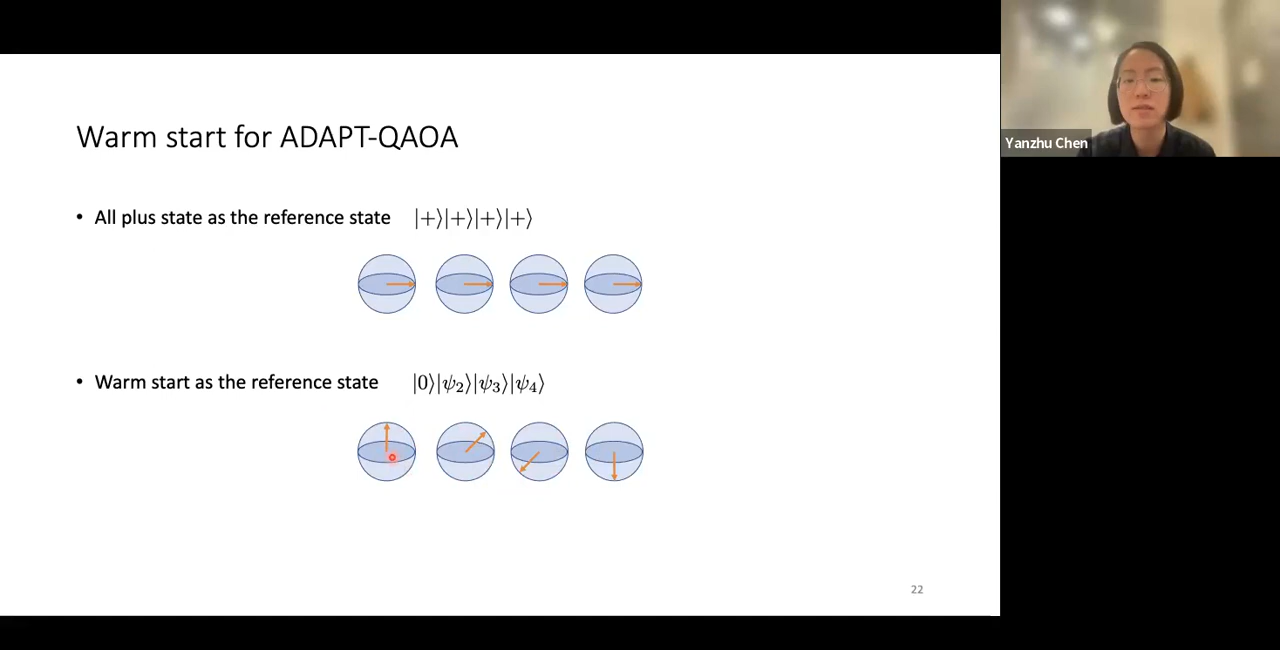 Warm start for ADAPT-QAOA
• All plus state as the reference state |+⟩|+⟩|+⟩|+⟩
• Warm start as the reference state |0⟩|ψ₂⟩|ψ₃⟩|ψ₄⟩
22
Yanzhu Chen